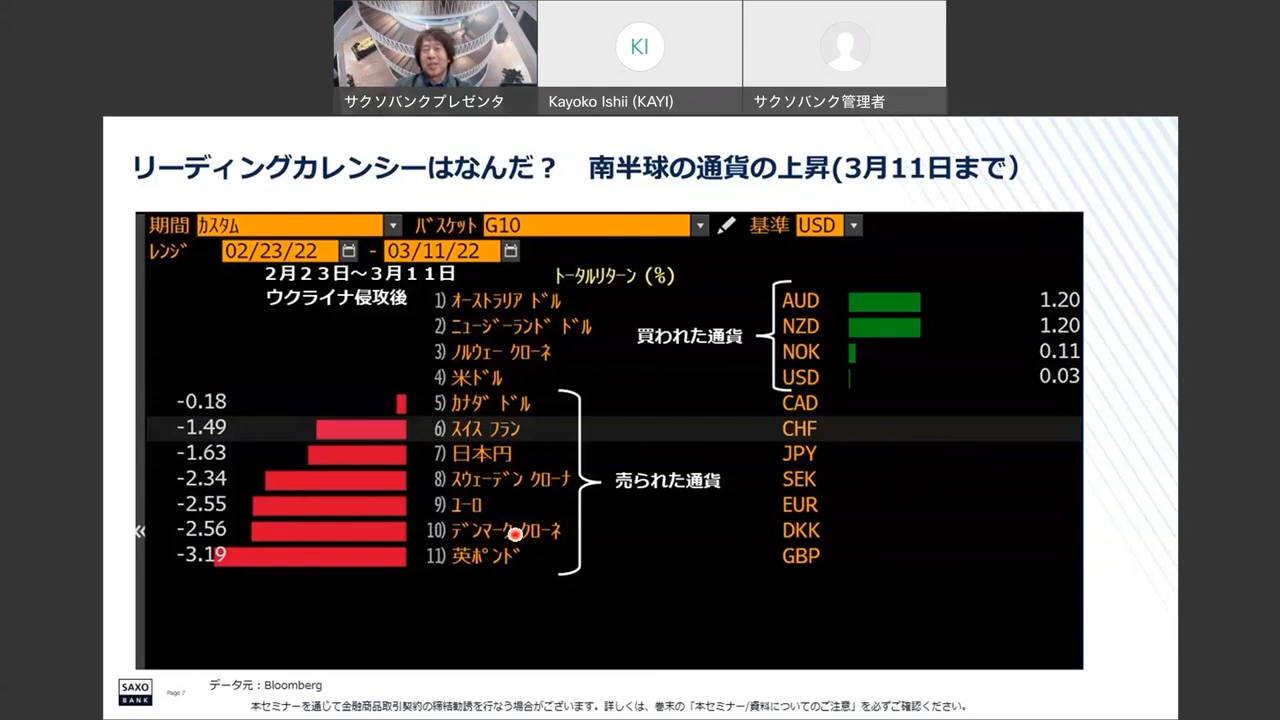 KI
サクソバンクプレゼンタ
Kayoko Ishii (KAYI)
サクソバンク管理者
リーディングカレンシーはなんだ？　南半球の通貨の上昇(3月11日まで）
期間 ｶｽﾀﾑ ﾊﾞｽｹｯﾄ G10 基準 USD
ﾚﾝｼﾞ 02/23/22 - 03/11/22
２月２３日～３月１１日 ﾄｰﾀﾙﾘﾀｰﾝ (%)
ウクライナ侵攻後
1) ｵｰｽﾄﾗﾘｱ ﾄﾞﾙ AUD 1.20
2) ﾆｭｰｼﾞｰﾗﾝﾄﾞ ﾄﾞﾙ NZD 1.20
買われた通貨
3) ﾉﾙｳｪｰ ｸﾛｰﾈ NOK 0.11
4) 米ﾄﾞﾙ USD 0.03
-0.18 5) ｶﾅﾀﾞ ﾄﾞﾙ CAD
-1.49 6) ｽｲｽ ﾌﾗﾝ CHF
-1.63 7) 日本円 JPY
-2.34 8) ｽｳｪｰﾃﾞﾝ ｸﾛｰﾅ 売られた通貨 SEK
-2.55 9) ﾕｰﾛ EUR
« -2.56 10) ﾃﾞﾝﾏｰｸ ｸﾛｰﾈ DKK
-3.19 11) 英ﾎﾟﾝﾄﾞ GBP
SAXO
BANK
Page 7
データ元：Bloomberg
本セミナーを通じて金融商品取引契約の締結勧誘を行なう場合がございます。詳しくは、巻末の「本セミナー/資料についてのご注意」を必ずご確認ください。